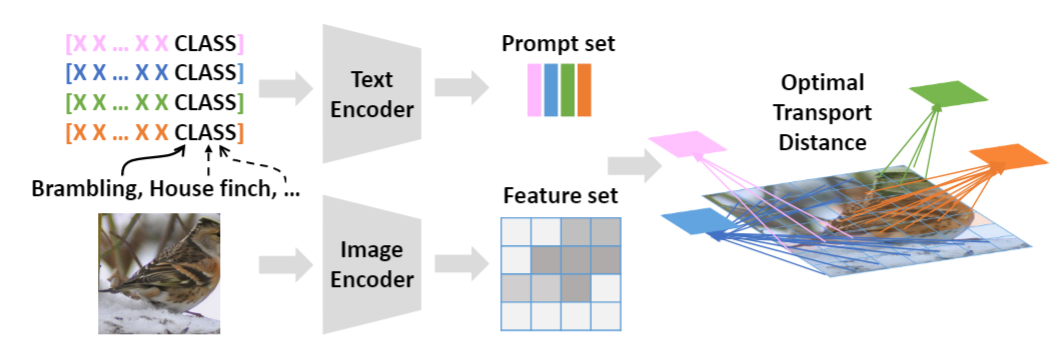 [X X ... X X CLASS]
[X X ... X X CLASS]
[X X ... X X CLASS]
[X X ... X X CLASS]
Brambling, House finch, ...
Text
Encoder
Prompt set
Image
Encoder
Feature set
Optimal
Transport
Distance